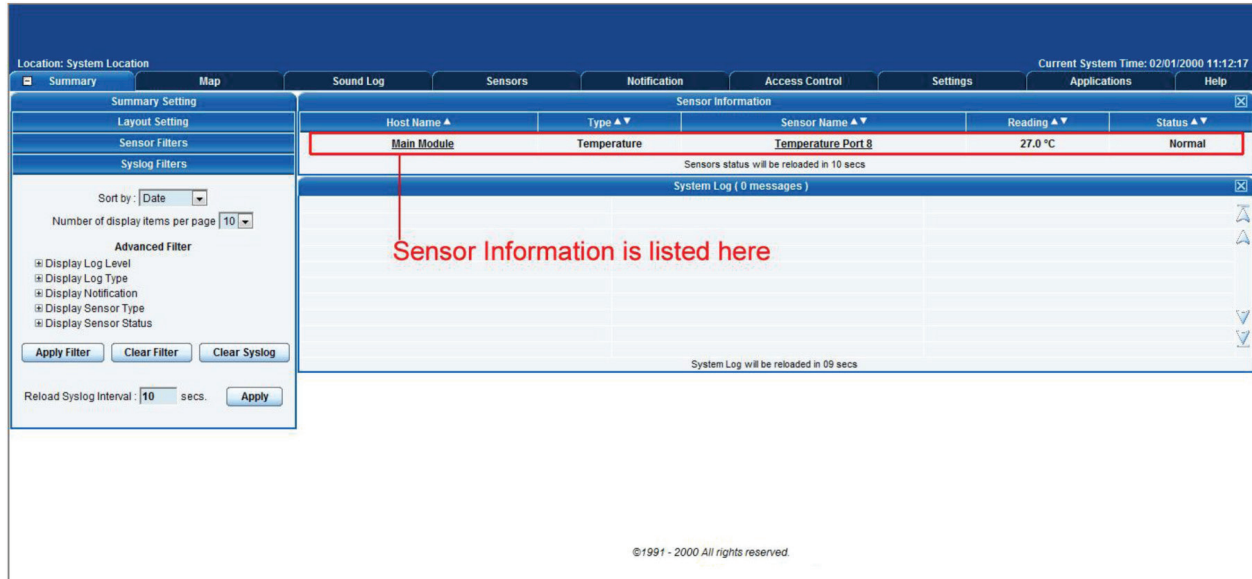 Location: System Location
Current System Time: 02/01/2000 11:12:17
Summary Map Sound Log Sensors Notification Access Control Settings Applications Help
Summary Setting
Layout Setting
Sensor Filters
Syslog Filters
Sort by : Date
Number of display items per page 10
Advanced Filter
Display Log Level
Display Log Type
Display Notification
Display Sensor Type
Display Sensor Status
Apply Filter Clear Filter Clear Syslog
Reload Syslog Interval : 10 secs. Apply
Sensor Information
Host Name Type Sensor Name Reading Status
Main Module Temperature Temperature Port 8 27.0 °C Normal
Sensors status will be reloaded in 10 secs
System Log ( 0 messages )
Sensor Information is listed here
System Log will be reloaded in 09 secs
©1991 - 2000 All rights reserved.